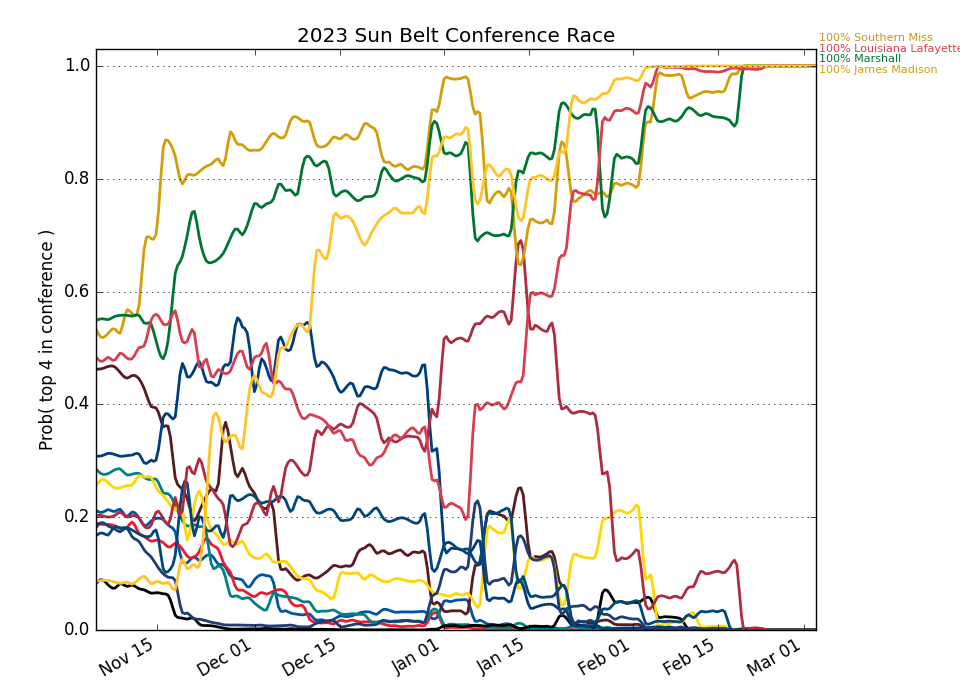 2023 Sun Belt Conference Race
100% Southern Miss
100% Louisiana Lafayette
100% Marshall
100% James Madison
Prob( top 4 in conference )
1.0
0.8
0.6
0.4
0.2
0.0
Nov 15
Dec 01
Dec 15
Jan 01
Jan 15
Feb 01
Feb 15
Mar 01